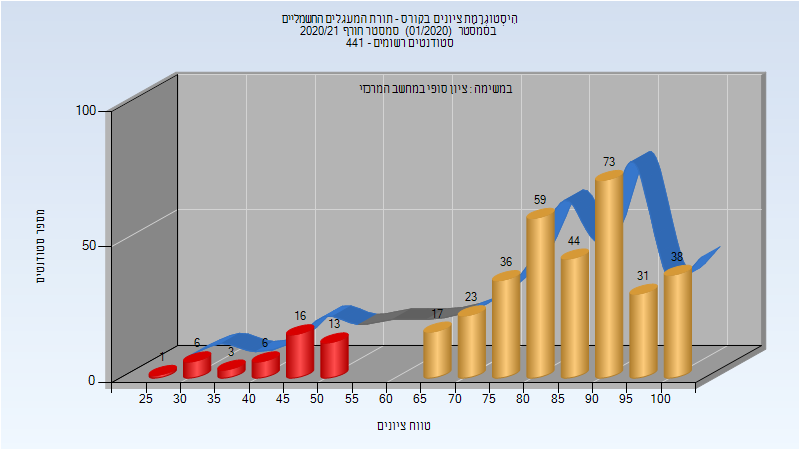 היסטוגרמת ציונים בקורס - תורת המעגלים החשמליים
בסמסטר (01/2020) סמסטר חורף 2020/21
סטודנטים רשומים - 441
במשימה : ציון סופי במחשב המרכזי
מספר סטודנטים
100
50
0
1
6
3
6
16
13
17
23
36
59
44
73
31
38
25 30 35 40 45 50 55 60 65 70 75 80 85 90 95 100
טווח ציונים